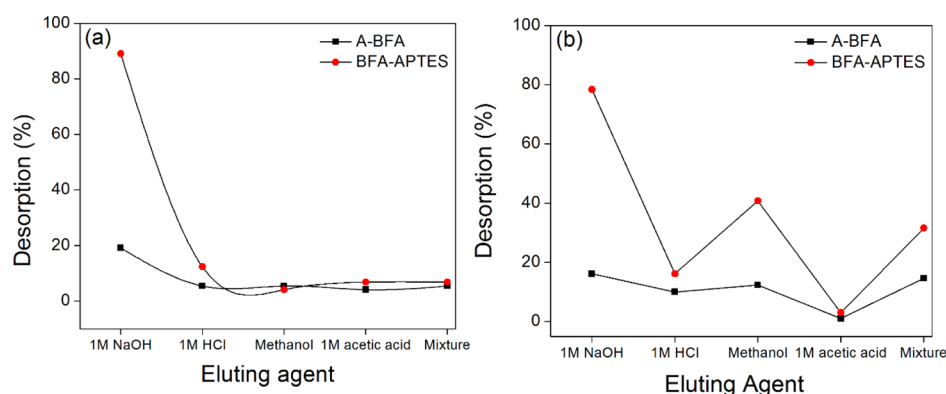 (a)
A-BFA
BFA-APTES
Desorption (%)
100
80
60
40
20
0
1M NaOH 1M HCl Methanol 1M acetic acid Mixture
Eluting agent
(b)
A-BFA
BFA-APTES
Desorption (%)
100
80
60
40
20
0
1M NaOH 1M HCl Methanol 1M acetic acid Mixture
Eluting Agent